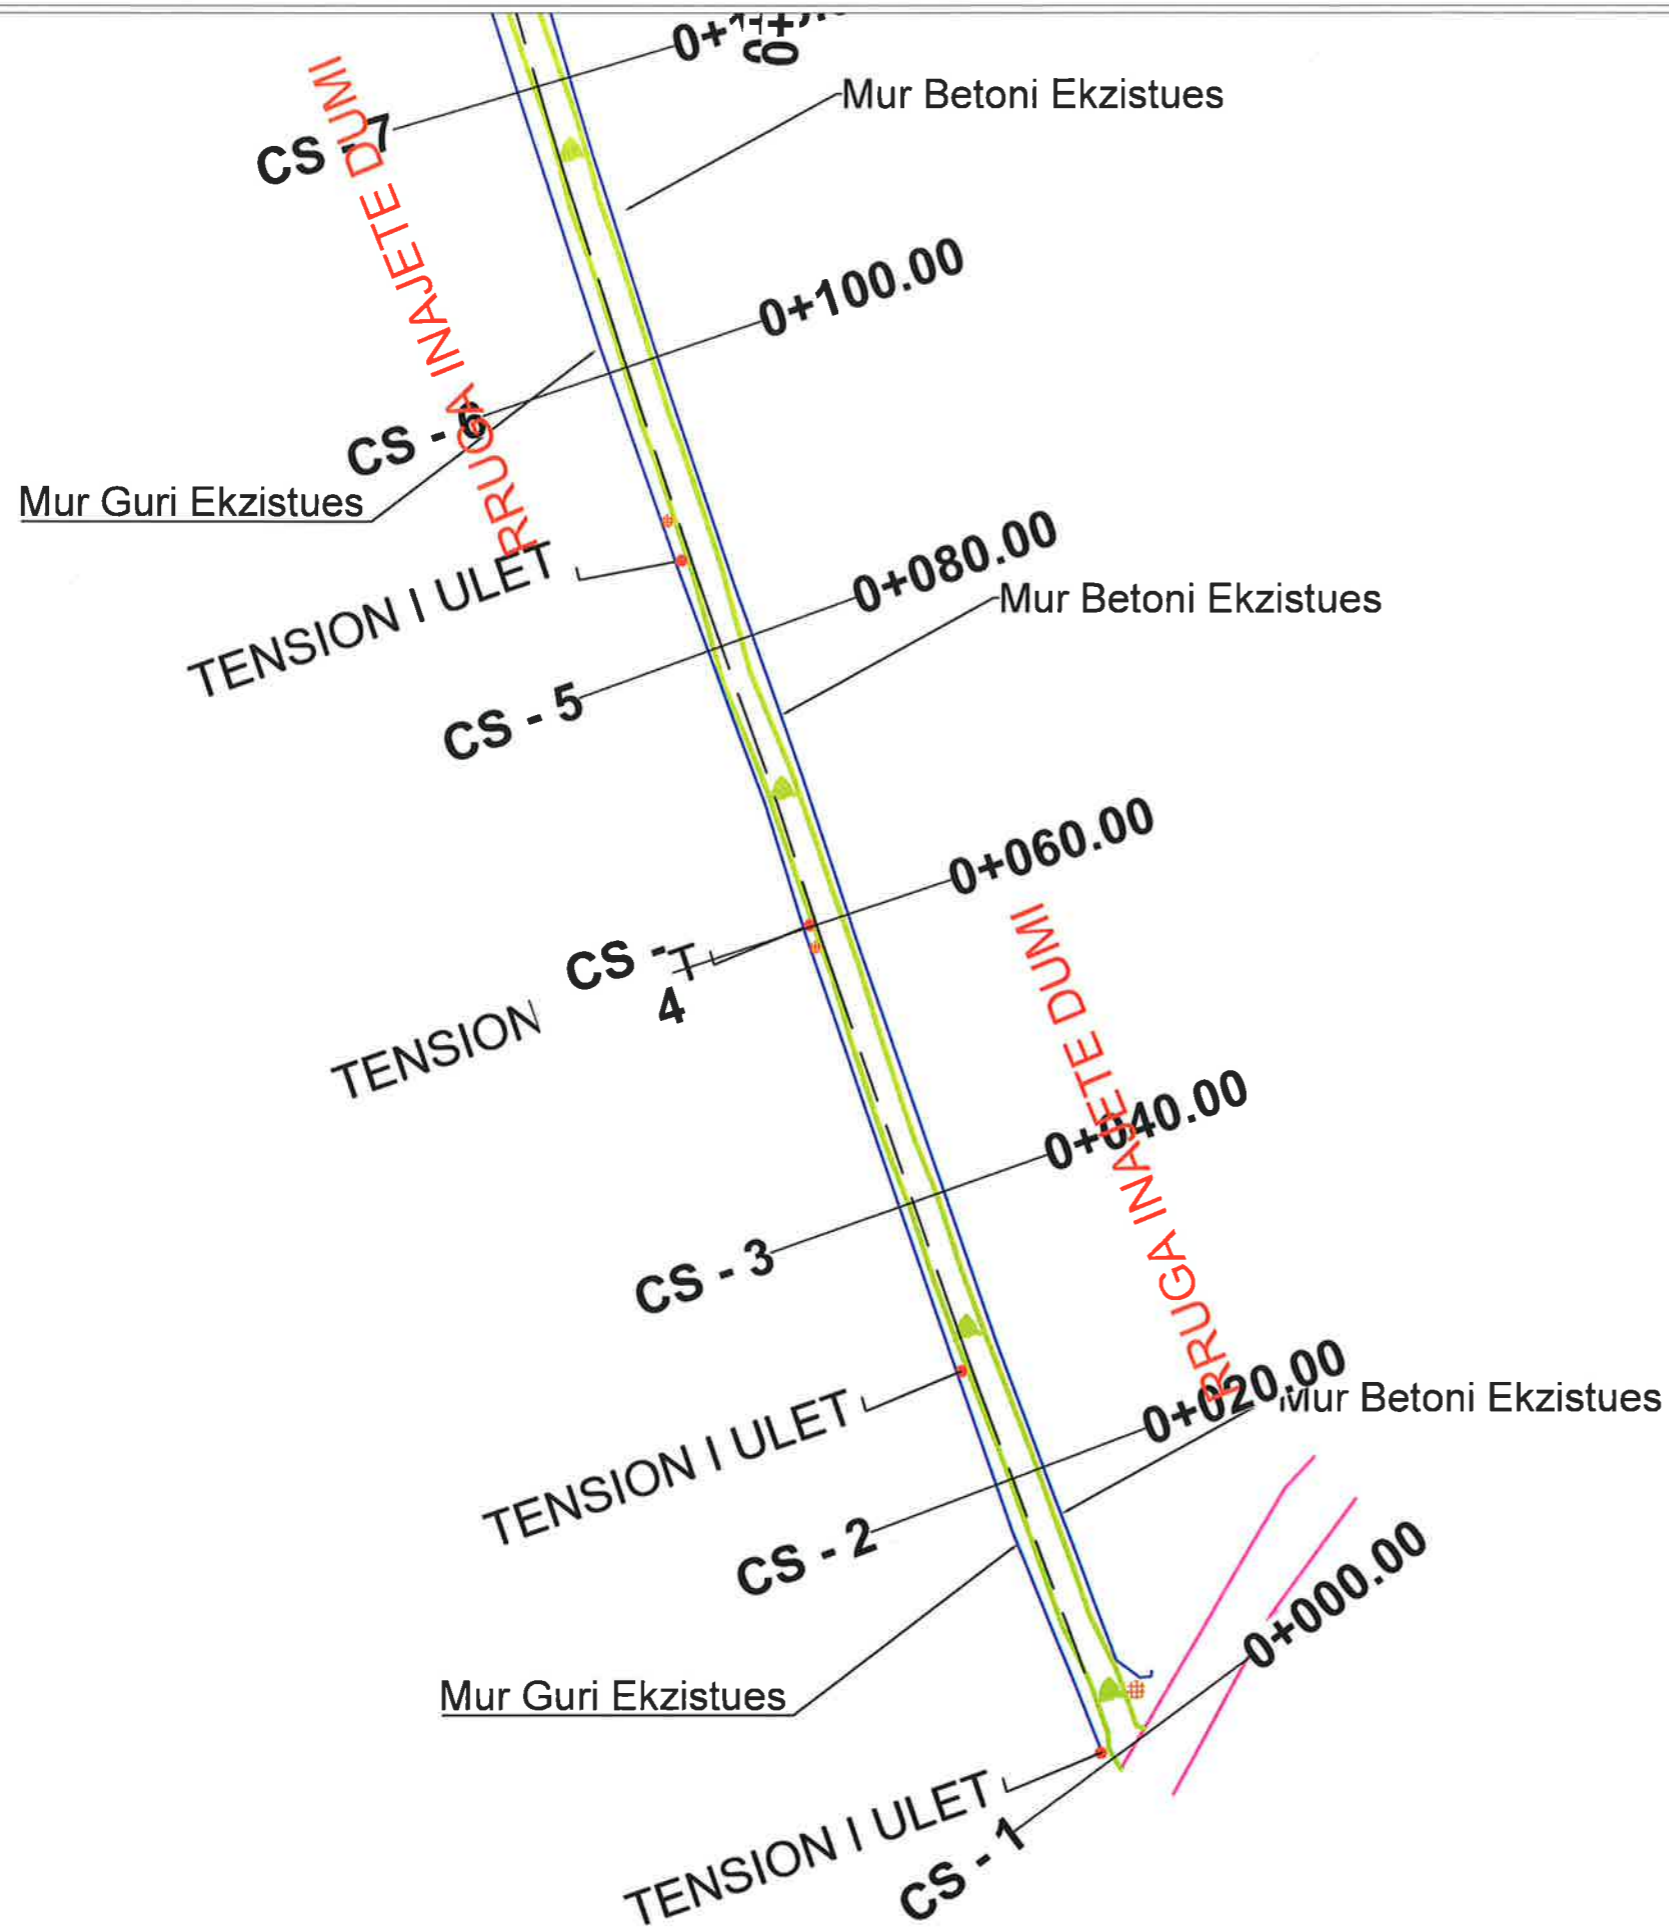 Mur Betoni Ekzistues
CS - 7
RRUGA INAJETE DUMI
0+100.00
CS - 6
Mur Guri Ekzistues
TENSION I ULET
0+080.00
Mur Betoni Ekzistues
CS - 5
0+060.00
CS -
4
TENSION
T
RRUGA INAJETE DUMI
0+040.00
CS - 3
0+020.00
Mur Betoni Ekzistues
TENSION I ULET
CS - 2
0+000.00
Mur Guri Ekzistues
TENSION I ULET
CS - 1